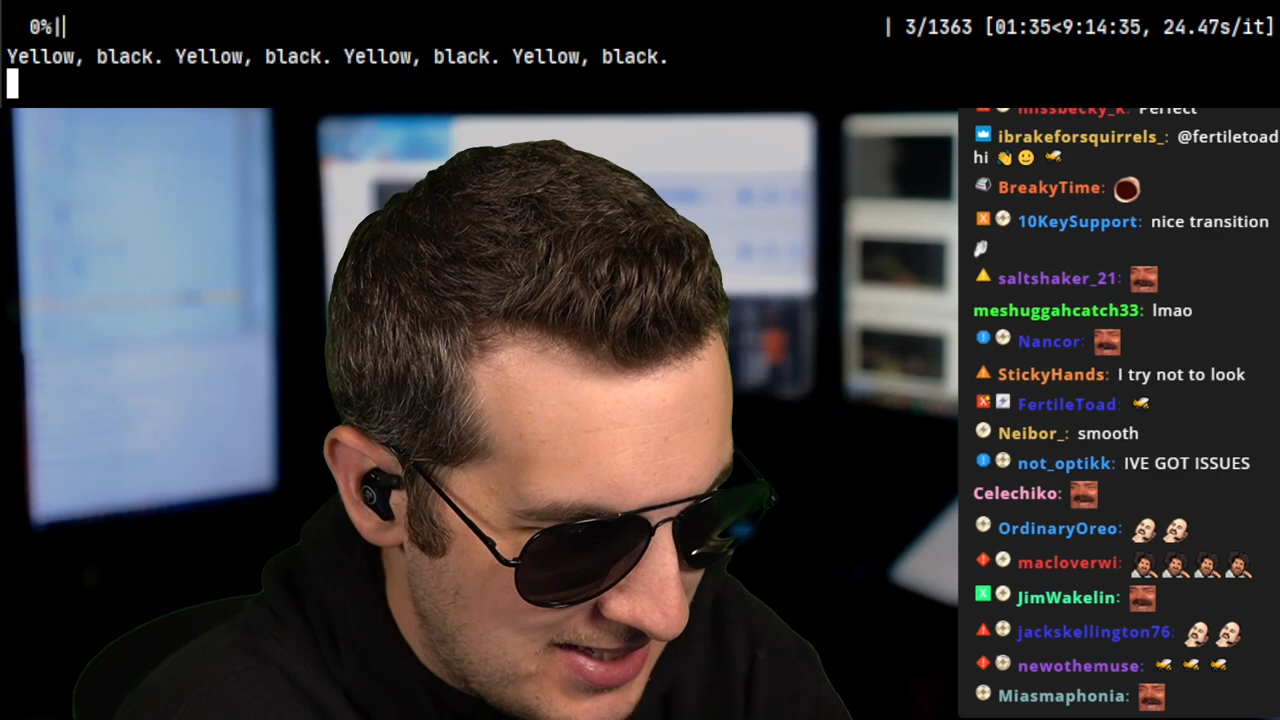 0%| | 3/1363 [01:35<9:14:35, 24.47s/it]
Yellow, black. Yellow, black. Yellow, black. Yellow, black.
missbecky_k: Perfect
ibrakeforsquirrels_: @fertiletoad
hi
BreakyTime:
10KeySupport: nice transition
saltshaker_21:
meshuggahcatch33: lmao
Nancor:
StickyHands: I try not to look
FertileToad:
Neibor_: smooth
not_optikk: IVE GOT ISSUES
Celechiko:
OrdinaryOreo:
macloverwi:
JimWakelin:
jackskellington76:
newothemuse:
Miasmaphonia: